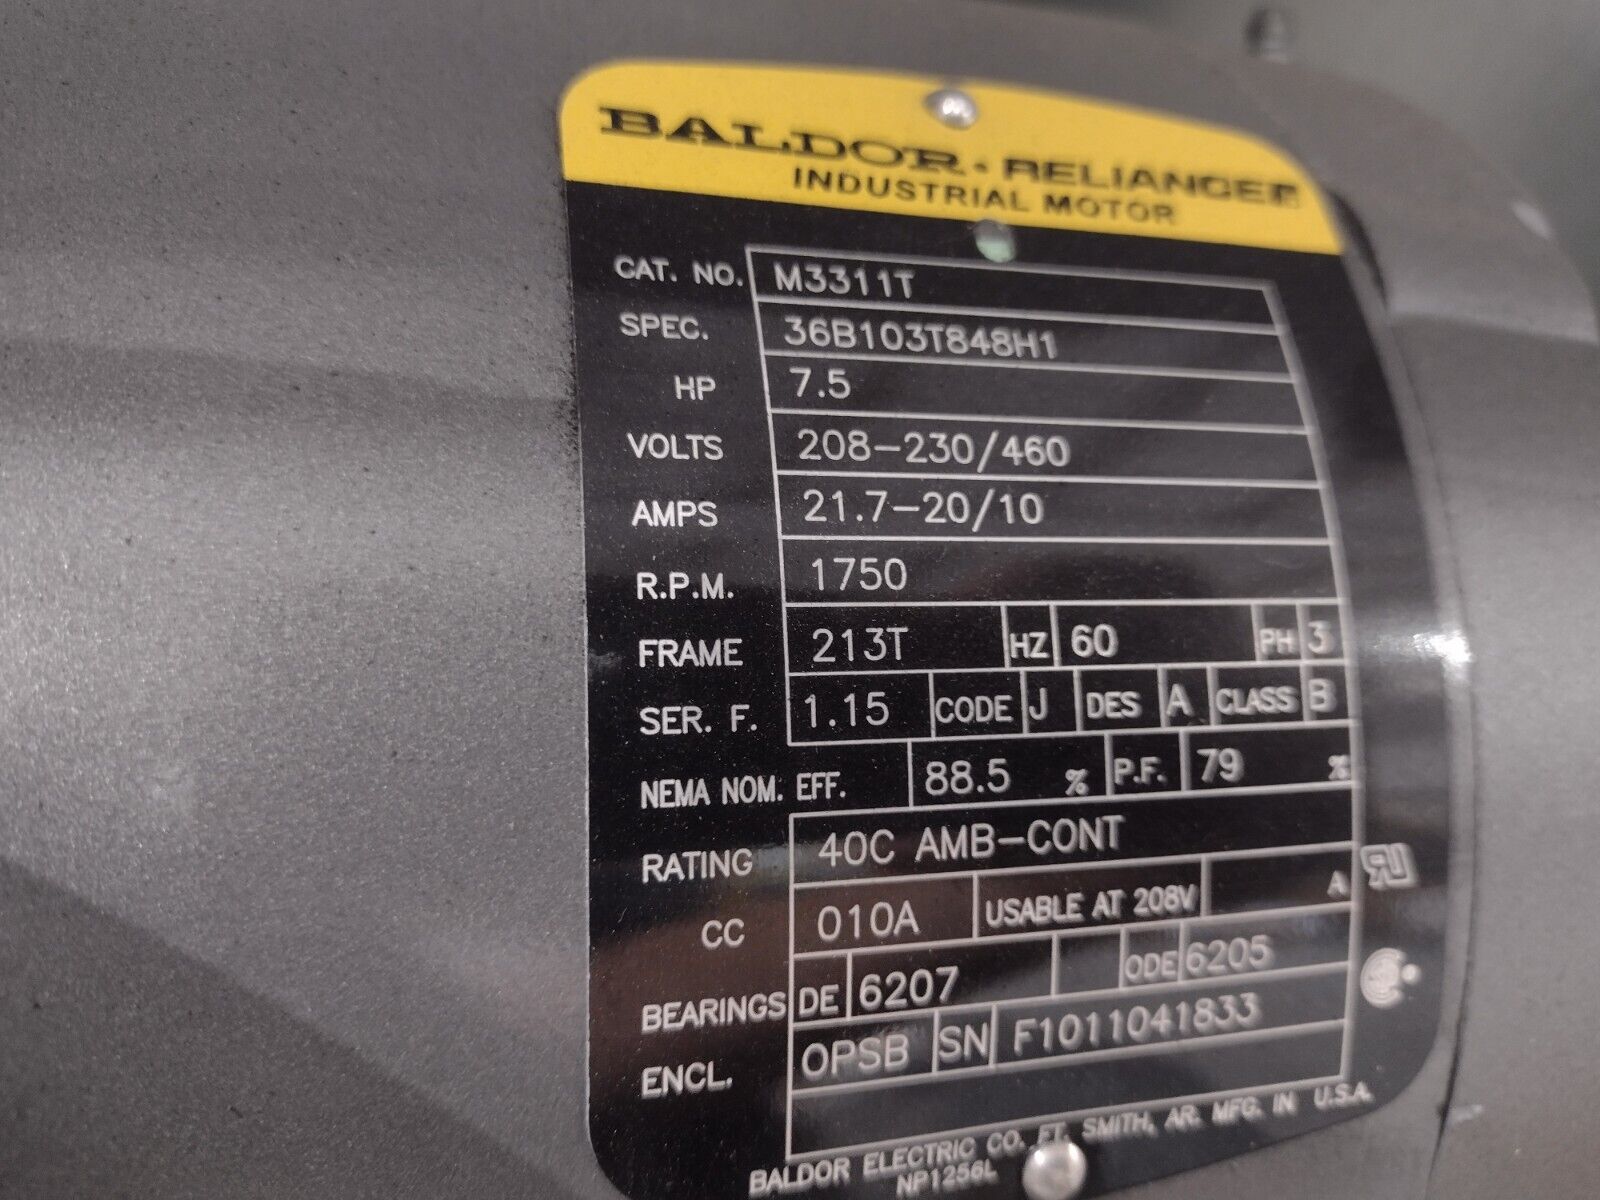 BALDOR · RELIANCER
INDUSTRIAL MOTOR
CAT. NO. M3311T
SPEC. 36B103T848H1
HP 7.5
VOLTS 208-230/460
AMPS 21.7-20/10
R.P.M. 1750
FRAME 213T HZ 60 PH 3
SER. F. 1.15 CODE J DES A CLASS B
NEMA NOM. EFF. 88.5 % P.F. 79 %
RATING 40C AMB-CONT
CC 010A USABLE AT 208V A
BEARINGS DE 6207 ODE 6205
ENCL. OPSB SN F1011041833
BALDOR ELECTRIC CO. FT. SMITH, AR. MFG. IN U.S.A.
NP1256L